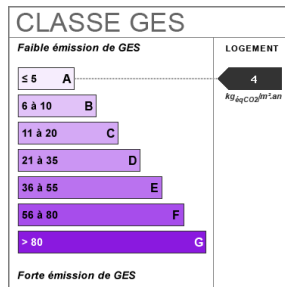 CLASSE GES
Faible émission de GES
LOGEMENT
≤ 5 A
4
kgéqCO2/m².an
6 à 10 B
11 à 20 C
21 à 35 D
36 à 55 E
56 à 80 F
> 80 G
Forte émission de GES